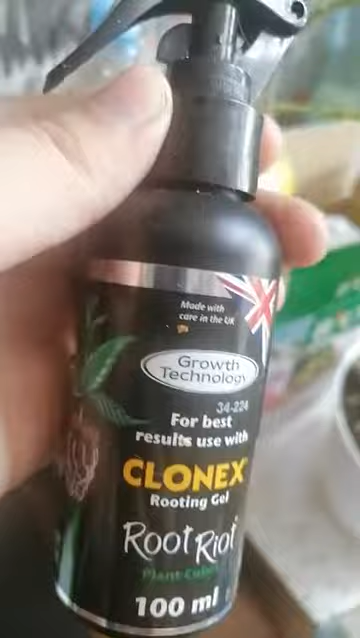 Made with
care in the UK
Growth
Technology
34-224
For best
results use with
CLONEX
Rooting Gel
Root Riot
Plant Cubes
100 ml